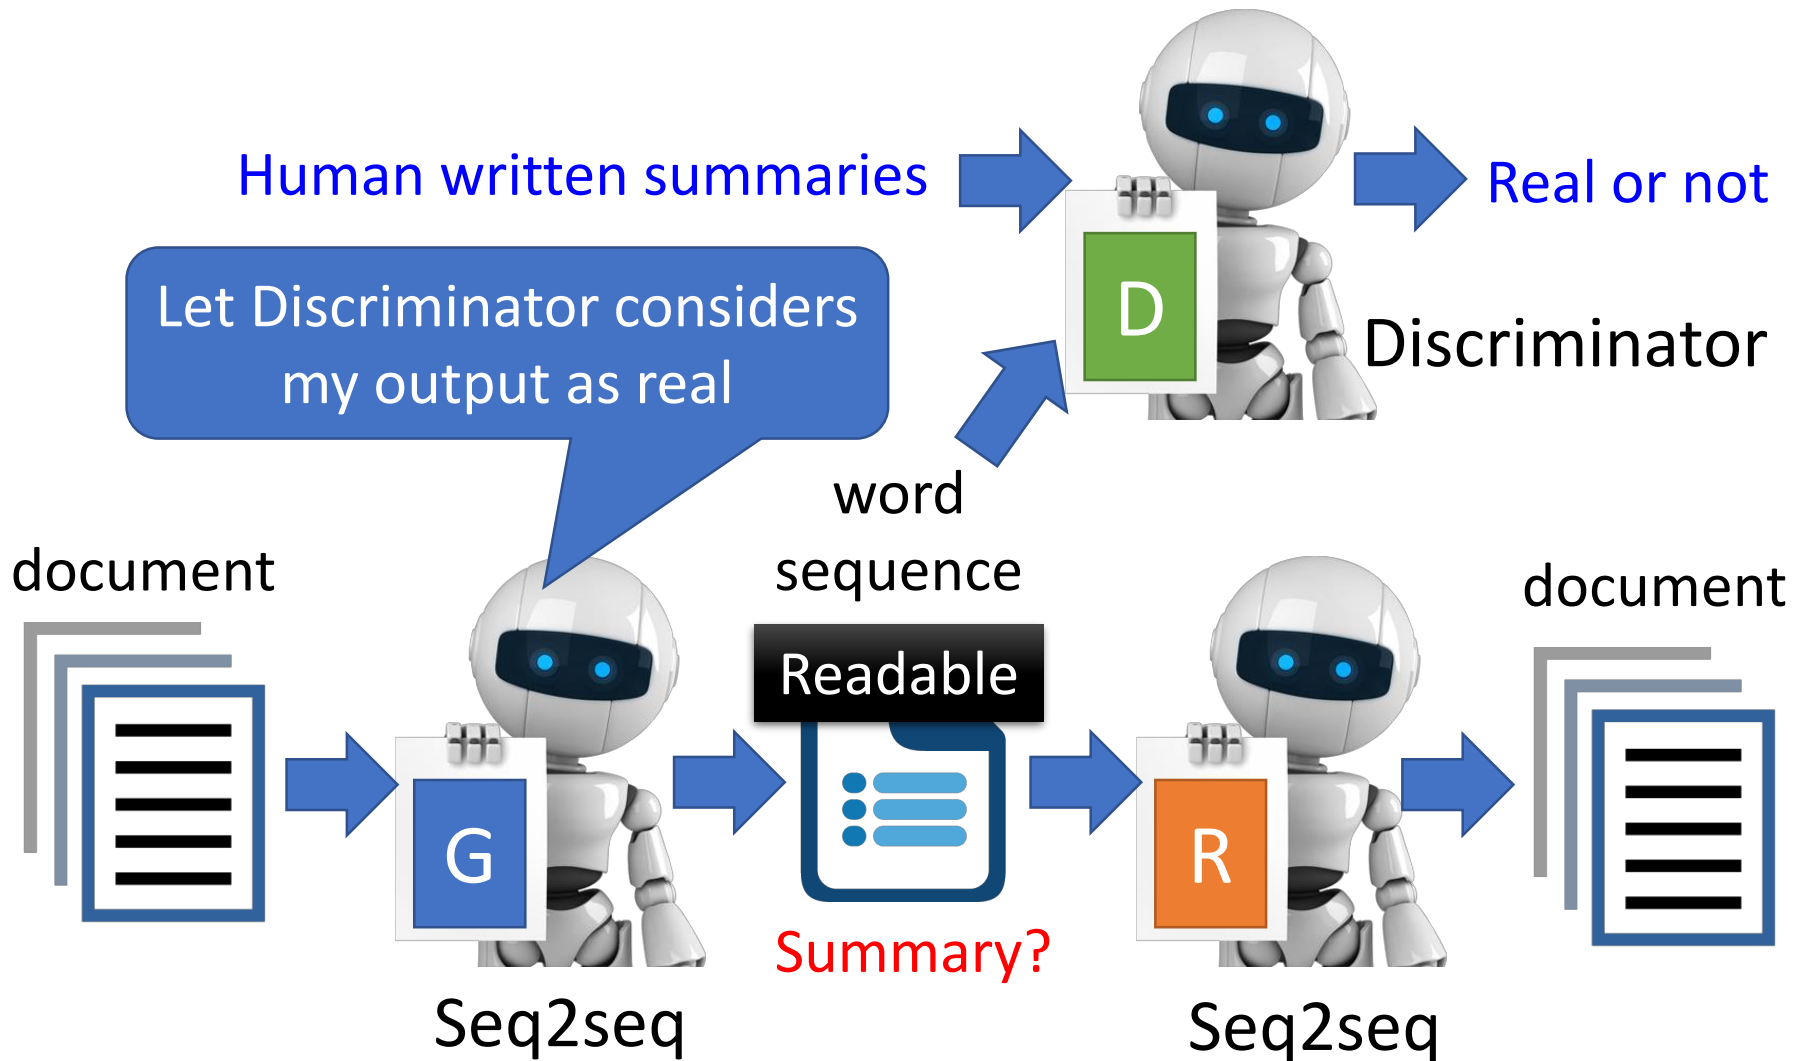 Human written summaries
Real or not
Let Discriminator considers
my output as real
D
Discriminator
word
sequence
document
document
Readable
G
R
Summary?
Seq2seq
Seq2seq